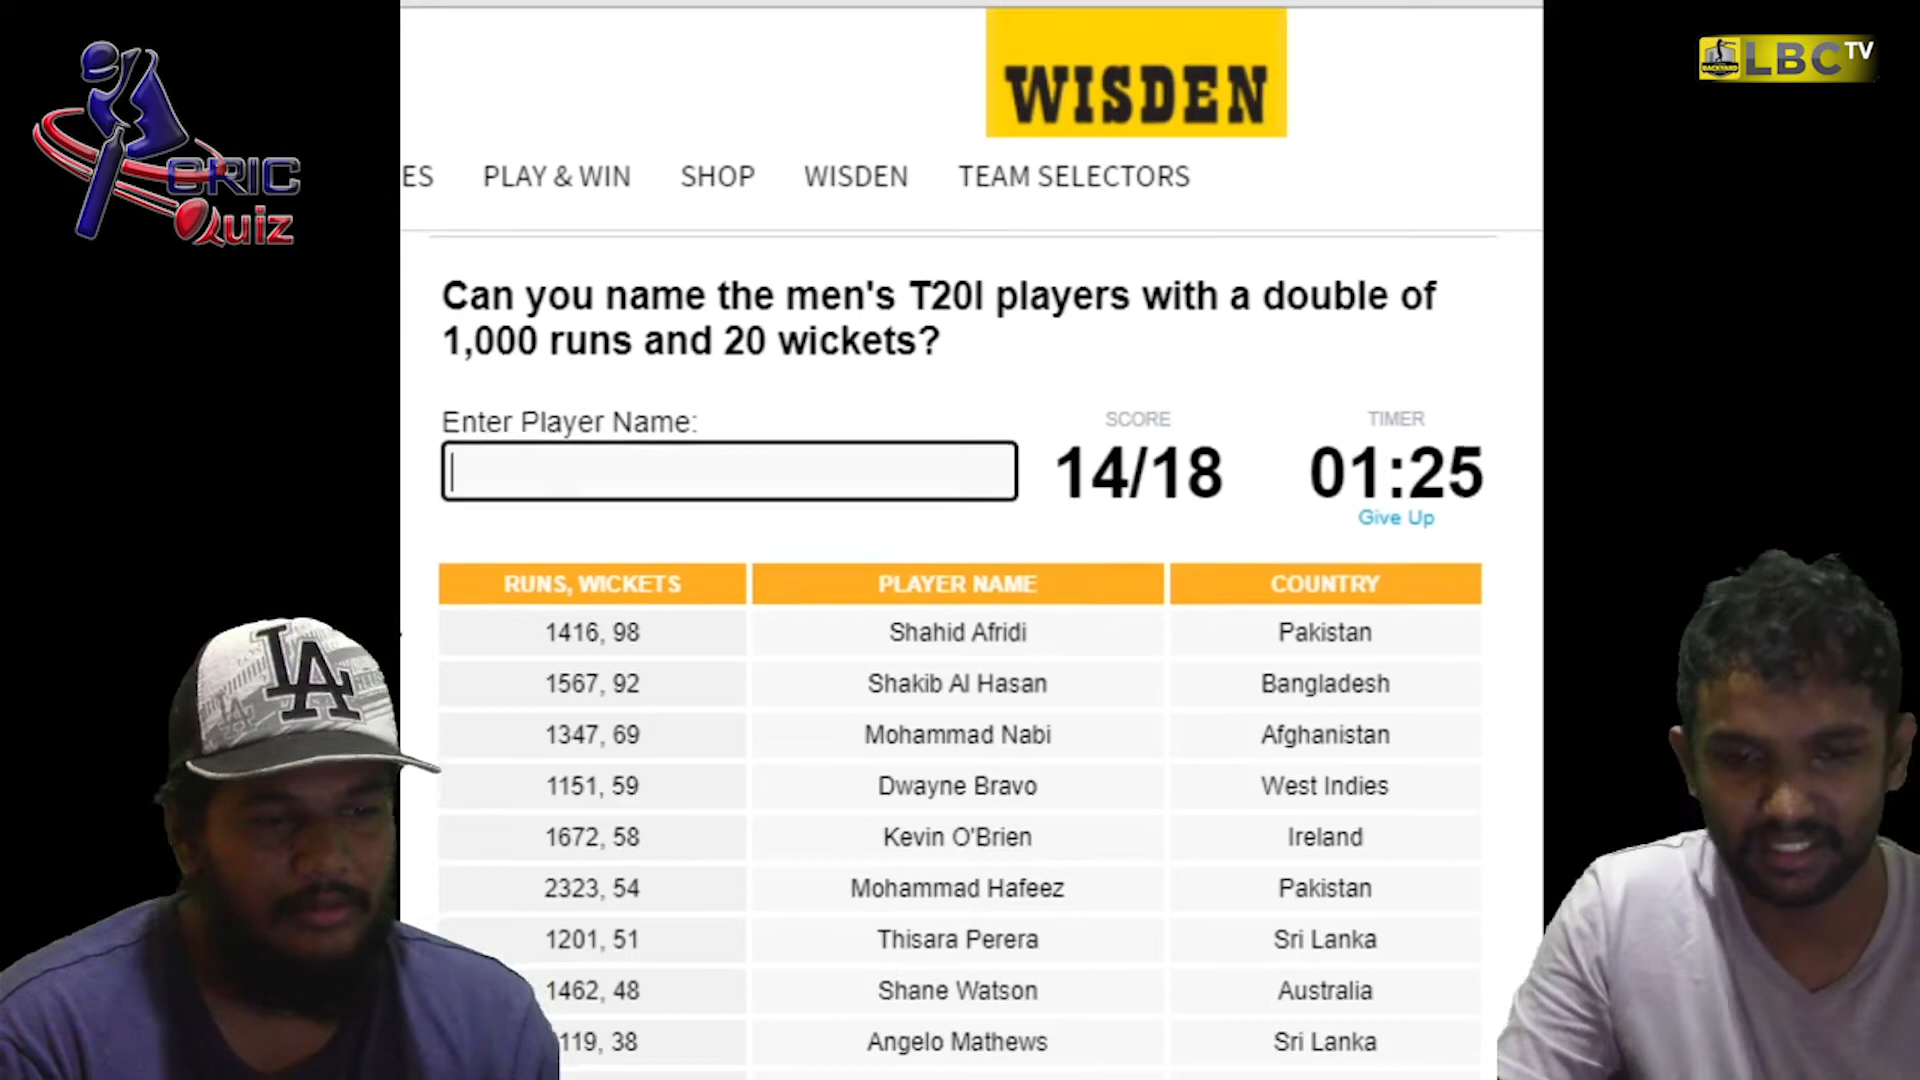 WISDEN
LBC TV
BACKYARD
CRIC
Quiz
ES PLAY & WIN SHOP WISDEN TEAM SELECTORS
Can you name the men's T20I players with a double of
1,000 runs and 20 wickets?
Enter Player Name:
SCORE TIMER
14/18 01:25
Give Up
RUNS, WICKETS PLAYER NAME COUNTRY
1416, 98 Shahid Afridi Pakistan
1567, 92 Shakib Al Hasan Bangladesh
1347, 69 Mohammad Nabi Afghanistan
1151, 59 Dwayne Bravo West Indies
1672, 58 Kevin O'Brien Ireland
2323, 54 Mohammad Hafeez Pakistan
1201, 51 Thisara Perera Sri Lanka
1462, 48 Shane Watson Australia
119, 38 Angelo Mathews Sri Lanka
LA